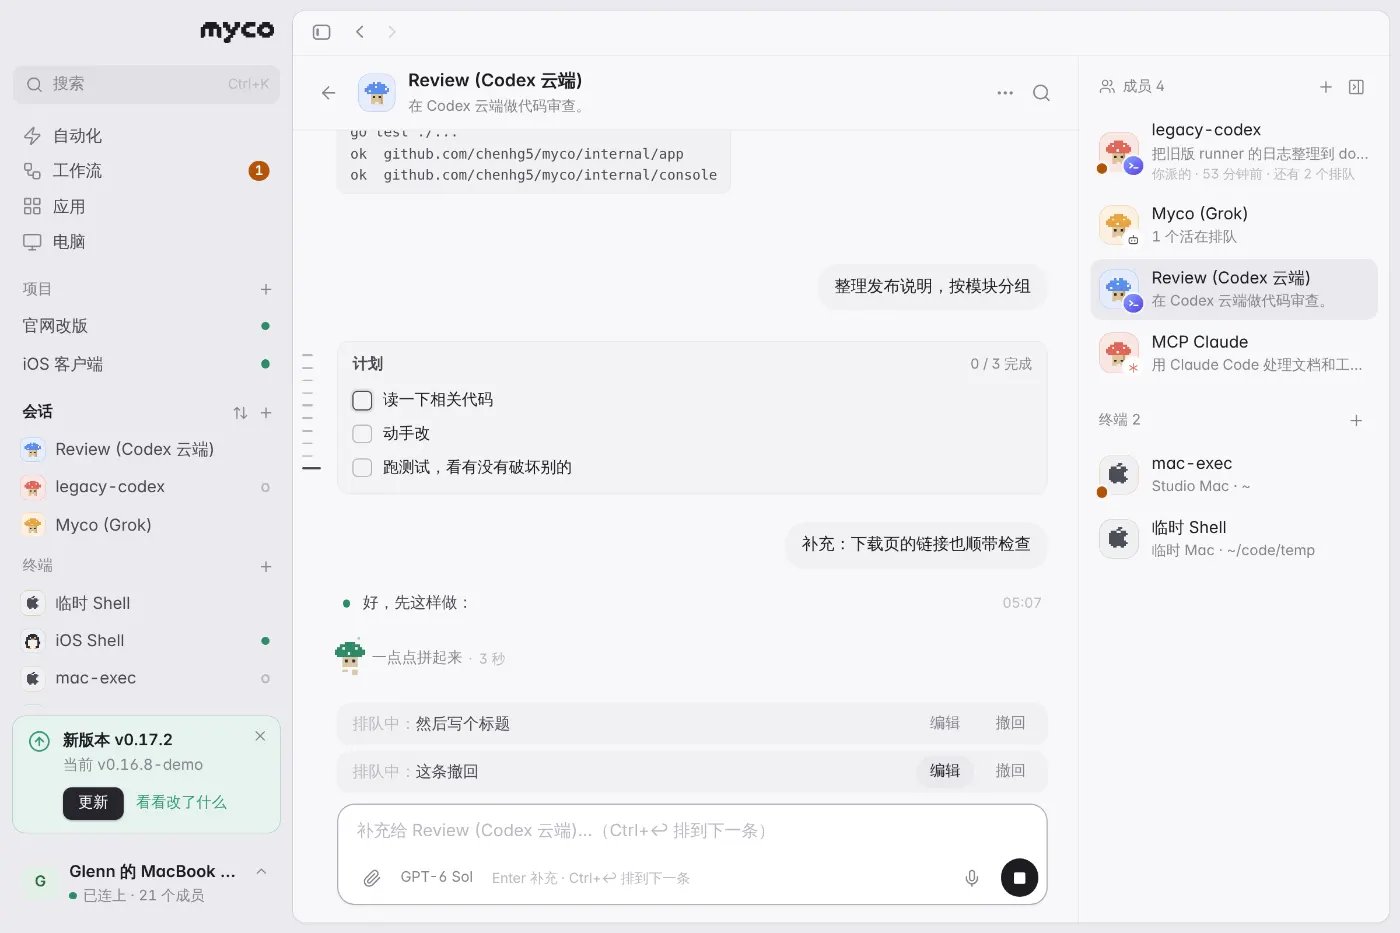 myco
搜索 Ctrl+K
自动化
工作流 1
应用
电脑
项目
官网改版
iOS 客户端
会话
Review (Codex 云端)
legacy-codex
Myco (Grok)
终端
临时 Shell
iOS Shell
mac-exec
新版本 v0.17.2
当前 v0.16.8-demo
更新 看看改了什么
G
Glenn 的 MacBook ...
已连上 · 21 个成员
Review (Codex 云端)
在 Codex 云端做代码审查。
go test ./...
ok github.com/chenhg5/myco/internal/app
ok github.com/chenhg5/myco/internal/console
整理发布说明，按模块分组
计划 0 / 3 完成
读一下相关代码
动手改
跑测试，看有没有破坏别的
补充：下载页的链接也顺带检查
好，先这样做： 05:07
一点点拼起来 · 3 秒
排队中：然后写个标题 编辑 撤回
排队中：这条撤回 编辑 撤回
补充给 Review (Codex 云端)...（Ctrl+↩ 排到下一条）
GPT-6 Sol Enter 补充 · Ctrl+↩ 排到下一条
成员 4
legacy-codex
把旧版 runner 的日志整理到 do...
你派的 · 53 分钟前 · 还有 2 个排队
Myco (Grok)
1 个活在排队
Review (Codex 云端)
在 Codex 云端做代码审查。
MCP Claude
用 Claude Code 处理文档和工...
终端 2
mac-exec
Studio Mac · ~
临时 Shell
临时 Mac · ~/code/temp